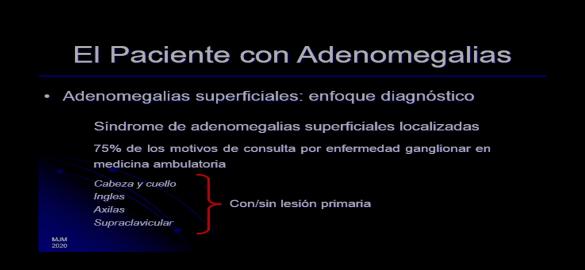 El Paciente con Adenomegalias
• Adenomegalias superficiales: enfoque diagnóstico
Síndrome de adenomegalias superficiales localizadas
75% de los motivos de consulta por enfermedad ganglionar en
medicina ambulatoria
Cabeza y cuello
Ingles
Axilas
Supraclavicular
Con/sin lesión primaria
MJM
2020